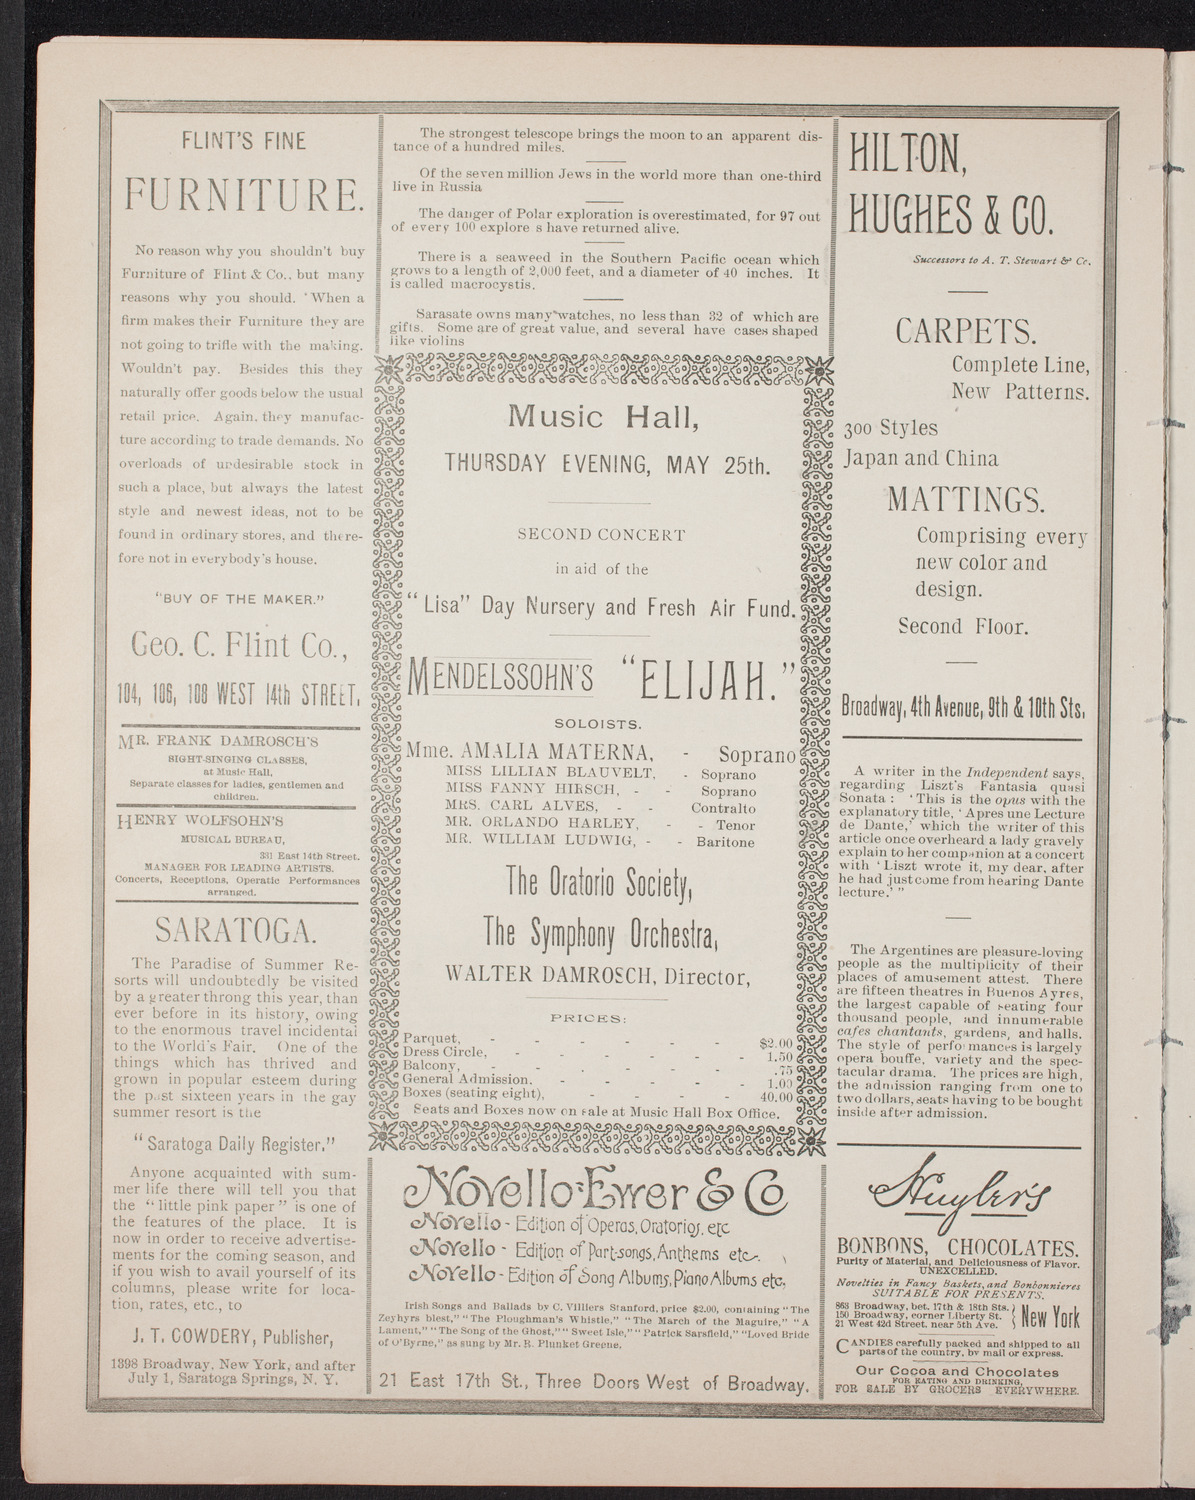 FLINT'S FINE
FURNITURE.
No reason why you shouldn't buy
Furniture of Flint & Co., but many
reasons why you should. 'When a
firm makes their Furniture they are
not going to trifle with the making.
Wouldn't pay. Besides this they
naturally offer goods below the usual
retail price. Again, they manufac-
ture according to trade demands. No
overloads of undesirable stock in
such a place, but always the latest
style and newest ideas, not to be
found in ordinary stores, and there-
fore not in everybody's house.
"BUY OF THE MAKER."
Geo. C. Flint Co.,
104, 106, 108 WEST 14th STREET.
MR. FRANK DAMROSCH'S
SIGHT-SINGING CLASSES,
at Music Hall,
Separate classes for ladies, gentlemen and
children.
HENRY WOLFSOHN'S
MUSICAL BUREAU,
331 East 14th Street.
MANAGER FOR LEADING ARTISTS.
Concerts, Receptions, Operatic Performances
arranged.
SARATOGA.
The Paradise of Summer Re-
sorts will undoubtedly be visited
by a greater throng this year, than
ever before in its history, owing
to the enormous travel incidental
to the World's Fair. One of the
things which has thrived and
grown in popular esteem during
the past sixteen years in the gay
summer resort is the
"Saratoga Daily Register."
Anyone acquainted with sum-
mer life there will tell you that
the "little pink paper" is one of
the features of the place. It is
now in order to receive advertise-
ments for the coming season, and
if you wish to avail yourself of its
columns, please write for loca-
tion, rates, etc., to
J. T. COWDERY, Publisher,
1398 Broadway, New York, and after
July 1, Saratoga Springs, N. Y.
The strongest telescope brings the moon to an apparent dis-
tance of a hundred miles.
Of the seven million Jews in the world more than one-third
live in Russia
The danger of Polar exploration is overestimated, for 97 out
of every 100 explore s have returned alive.
There is a seaweed in the Southern Pacific ocean which
grows to a length of 2,000 feet, and a diameter of 40 inches. It
is called macrocystis.
Sarasate owns many watches, no less than 32 of which are
gifts. Some are of great value, and several have cases shaped
like violins
Music Hall,
THURSDAY EVENING, MAY 25th.
SECOND CONCERT
in aid of the
"Lisa" Day Nursery and Fresh Air Fund.
MENDELSSOHN'S "ELIJAH."
SOLOISTS.
Mme. AMALIA MATERNA, - Soprano
MISS LILLIAN BLAUVELT, - Soprano
MISS FANNY HIRSCH, - - Soprano
MRS. CARL ALVES, - - Contralto
MR. ORLANDO HARLEY, - - Tenor
MR. WILLIAM LUDWIG, - - Baritone
The Oratorio Society,
The Symphony Orchestra,
WALTER DAMROSCH, Director,
PRICES:
Parquet, - - - - - - $2.00
Dress Circle, - - - - - - 1.50
Balcony, - - - - - - .75
General Admission, - - - - - 1.00
Boxes (seating eight), - - - - 40.00
Seats and Boxes now on sale at Music Hall Box Office.
Novello-Ewer & Co
Novello - Edition of Operas, Oratorios, etc
Novello - Edition of Part-songs, Anthems etc.
Novello - Edition of Song Albums, Piano Albums etc.
Irish Songs and Ballads by C. Villiers Stanford, price $2.00, containing "The
Zeyhyrs blest," "The Ploughman's Whistle," "The March of the Maguire," "A
Lament," "The Song of the Ghost," "Sweet Isle," "Patrick Sarsfield," "Loved Bride
of O'Byrne," as sung by Mr. R. Plunket Greene.
21 East 17th St., Three Doors West of Broadway.
HILTON,
HUGHES & CO.
Successors to A. T. Stewart & Co.
CARPETS.
Complete Line,
New Patterns.
300 Styles
Japan and China
MATTINGS.
Comprising every
new color and
design.
Second Floor.
Broadway, 4th Avenue, 9th & 10th Sts.
A writer in the Independent says,
regarding Liszt's Fantasia quasi
Sonata: 'This is the opus with the
explanatory title, 'Apres une Lecture
de Dante,' which the writer of this
article once overheard a lady gravely
explain to her companion at a concert
with 'Liszt wrote it, my dear, after
he had just come from hearing Dante
lecture.' "
The Argentines are pleasure-loving
people as the multiplicity of their
places of amusement attest. There
are fifteen theatres in Buenos Ayres,
the largest capable of seating four
thousand people, and innumerable
cafes chantants, gardens, and halls.
The style of performances is largely
opera bouffe, variety and the spec-
tacular drama. The prices are high,
the admission ranging from one to
two dollars, seats having to be bought
inside after admission.
Huyler's
BONBONS, CHOCOLATES.
Purity of Material, and Deliciousness of Flavor.
UNEXCELLED.
Novelties in Fancy Baskets, and Bonbonnieres
SUITABLE FOR PRESENTS.
863 Broadway, bet. 17th & 18th Sts.
150 Broadway, corner Liberty St.
21 West 42d Street, near 5th Ave.
New York
CANDIES carefully packed and shipped to all
parts of the country, by mail or express.
Our Cocoa and Chocolates
FOR EATING AND DRINKING,
FOR SALE BY GROCERS EVERYWHERE.